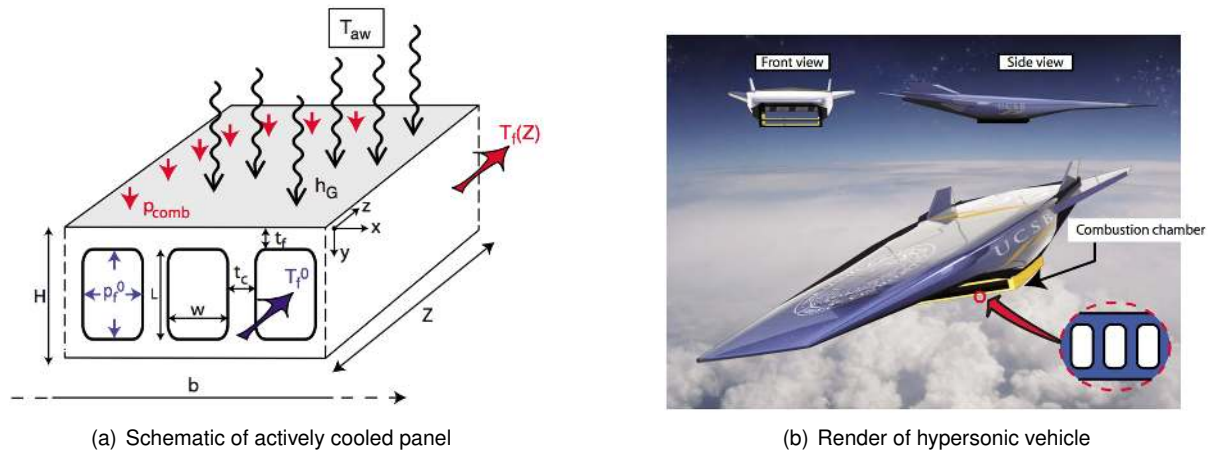 T_aw
T_f(Z)
h_G
p_comb
z
x
y
t_f
H
p_f^0
L
t_c
T_f^0
w
Z
b
(a) Schematic of actively cooled panel
Front view
Side view
UCSB
UCSB
Combustion chamber
(b) Render of hypersonic vehicle